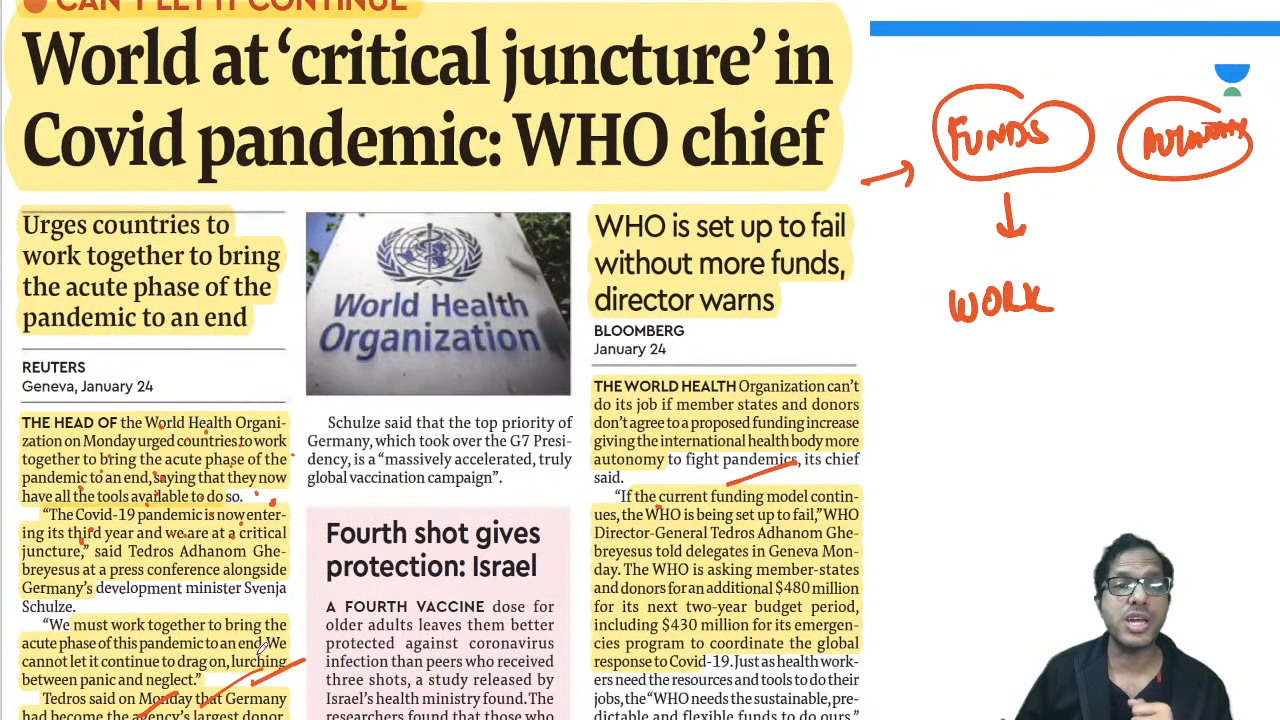 CAN'T LET IT CONTINUE
World at ‘critical juncture’ in
Covid pandemic: WHO chief
Urges countries to
work together to bring
the acute phase of the
pandemic to an end
REUTERS
Geneva, January 24
THE HEAD OF the World Health Organi-
zation on Monday urged countries to work
together to bring the acute phase of the
pandemic to an end, saying that they now
have all the tools available to do so.
“The Covid-19 pandemic is now enter-
ing its third year and we are at a critical
juncture,” said Tedros Adhanom Ghe-
breyesus at a press conference alongside
Germany's development minister Svenja
Schulze.
“We must work together to bring the
acute phase of this pandemic to an end. We
cannot let it continue to drag on, lurching
between panic and neglect.”
Tedros said on Monday that Germany
had become the agency's largest donor
World Health
Organization
Schulze said that the top priority of
Germany, which took over the G7 Presi-
dency, is a “massively accelerated, truly
global vaccination campaign”.
Fourth shot gives
protection: Israel
A FOURTH VACCINE dose for
older adults leaves them better
protected against coronavirus
infection than peers who received
three shots, a study released by
Israel's health ministry found. The
researchers found that those who
WHO is set up to fail
without more funds,
director warns
BLOOMBERG
January 24
THE WORLD HEALTH Organization can't
do its job if member states and donors
don't agree to a proposed funding increase
giving the international health body more
autonomy to fight pandemics, its chief
said.
“If the current funding model contin-
ues, the WHO is being set up to fail,” WHO
Director-General Tedros Adhanom Ghe-
breyesus told delegates in Geneva Mon-
day. The WHO is asking member-states
and donors for an additional $480 million
for its next two-year budget period,
including $430 million for its emergen-
cies program to coordinate the global
response to Covid-19. Just as health work-
ers need the resources and tools to do their
jobs, the “WHO needs the sustainable, pre-
dictable and flexible funds to do ours.”
FUNDS
WORK